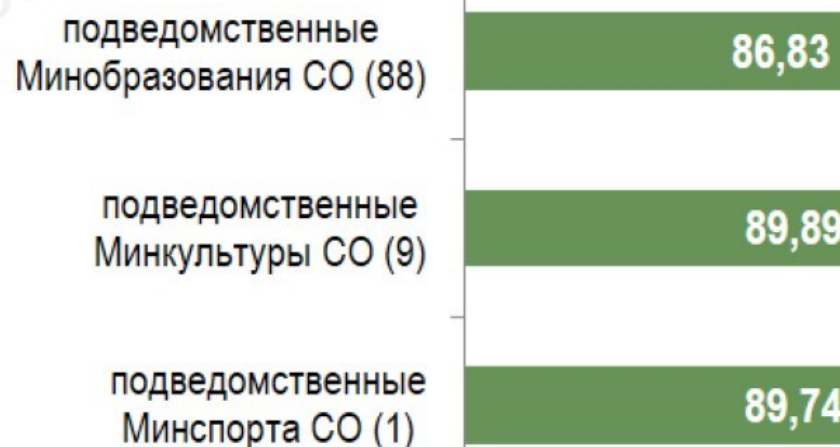 подведомственные
Минобразования СО (88)
86,83
подведомственные
Минкультуры СО (9)
89,89
подведомственные
Минспорта СО (1)
89,74